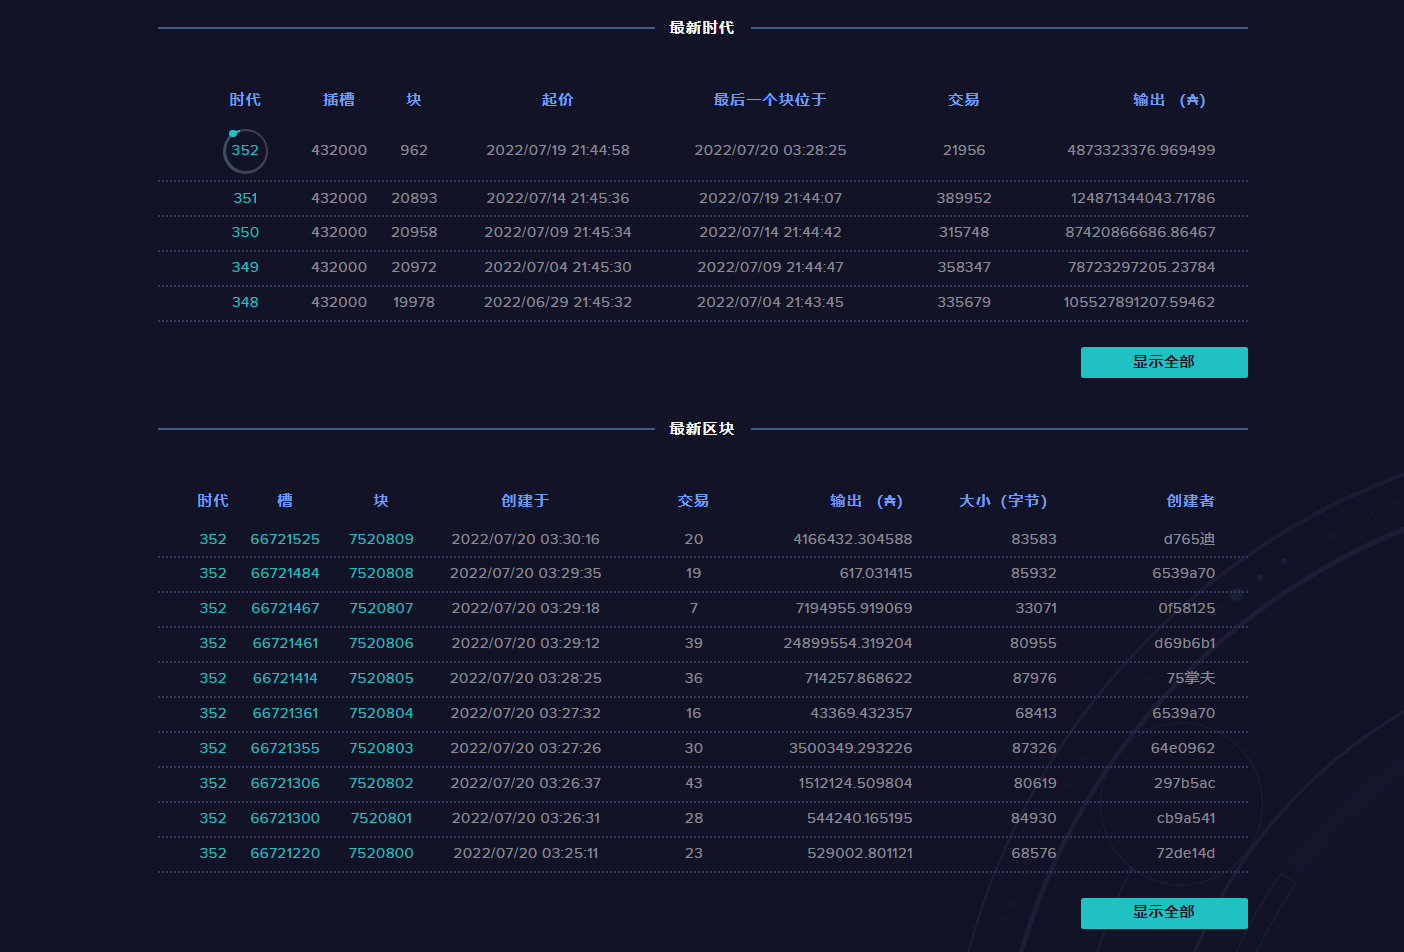 最新时代
时代 插槽 块 起价 最后一个块位于 交易 输出 (₳)
352 432000 962 2022/07/19 21:44:58 2022/07/20 03:28:25 21956 4873323376.969499
351 432000 20893 2022/07/14 21:45:36 2022/07/19 21:44:07 389952 124871344043.71786
350 432000 20958 2022/07/09 21:45:34 2022/07/14 21:44:42 315748 87420866686.86467
349 432000 20972 2022/07/04 21:45:30 2022/07/09 21:44:47 358347 78723297205.23784
348 432000 19978 2022/06/29 21:45:32 2022/07/04 21:43:45 335679 105527891207.59462
显示全部
最新区块
时代 槽 块 创建于 交易 输出 (₳) 大小（字节） 创建者
352 66721525 7520809 2022/07/20 03:30:16 20 4166432.304588 83583 d765迪
352 66721484 7520808 2022/07/20 03:29:35 19 617.031415 85932 6539a70
352 66721467 7520807 2022/07/20 03:29:18 7 7194955.919069 33071 0f58125
352 66721461 7520806 2022/07/20 03:29:12 39 24899554.319204 80955 d69b6b1
352 66721414 7520805 2022/07/20 03:28:25 36 714257.868622 87976 75掌夫
352 66721361 7520804 2022/07/20 03:27:32 16 43369.432357 68413 6539a70
352 66721355 7520803 2022/07/20 03:27:26 30 3500349.293226 87326 64e0962
352 66721306 7520802 2022/07/20 03:26:37 43 1512124.509804 80619 297b5ac
352 66721300 7520801 2022/07/20 03:26:31 28 544240.165195 84930 cb9a541
352 66721220 7520800 2022/07/20 03:25:11 23 529002.801121 68576 72de14d
显示全部